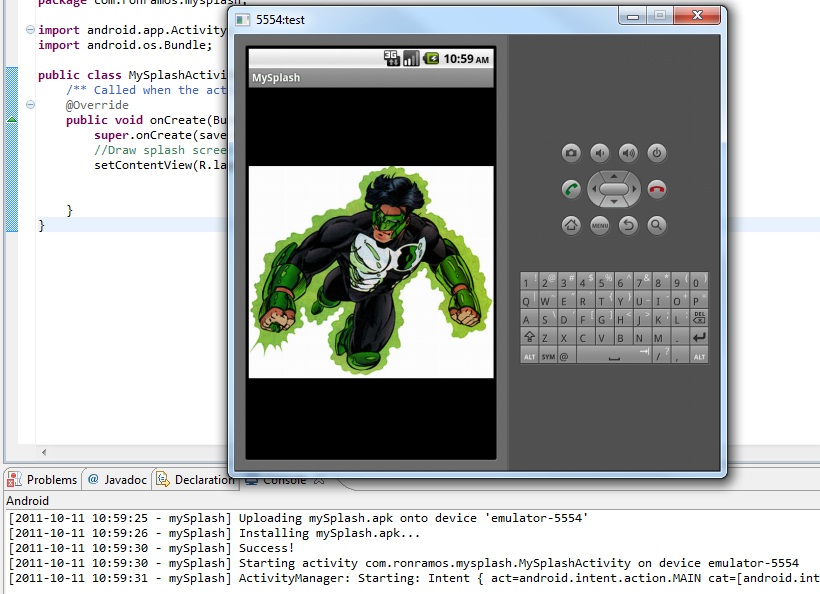 package com.ronramos.mysplash;
import android.app.Activity
import android.os.Bundle;
public class MySplashActivi
/** Called when the act
@Override
public void onCreate(Bu
super.onCreate(save
//Draw splash scree
setContentView(R.la
}
}
5554:test
3G 10:59 AM
MySplash
MENU
1 ! 2 @ 3 # 4 $ 5 % 6 ^ 7 & 8 * 9 ( 0 )
Q W E R T Y U I O P
A S D F G H J K L DEL
Z X C V B N M .
ALT SYM @ / ? , ALT
Problems @ Javadoc Declaration Console
Android
[2011-10-11 10:59:25 - mySplash] Uploading mySplash.apk onto device 'emulator-5554'
[2011-10-11 10:59:26 - mySplash] Installing mySplash.apk...
[2011-10-11 10:59:30 - mySplash] Success!
[2011-10-11 10:59:30 - mySplash] Starting activity com.ronramos.mysplash.MySplashActivity on device emulator-5554
[2011-10-11 10:59:31 - mySplash] ActivityManager: Starting: Intent { act=android.intent.action.MAIN cat=[android.int